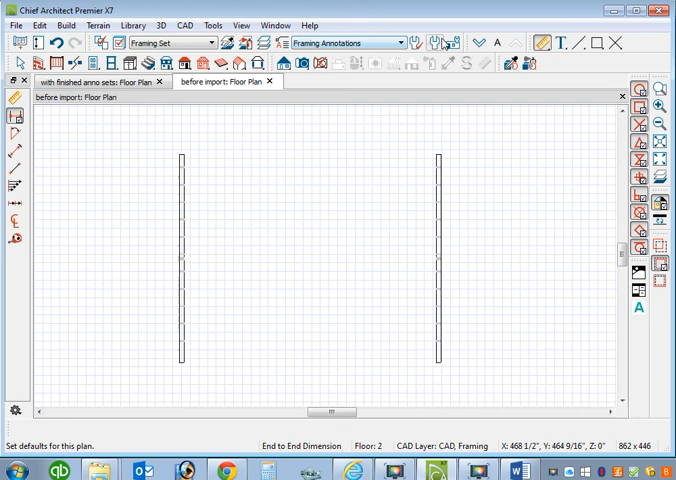 Chief Architect Premier X7
File Edit Build Terrain Library 3D CAD Tools Window Help
Framing Set Framing Annotations A T
with finished anno sets: Floor Plan before import: Floor Plan
before import: Floor Plan
A
Set defaults for this plan. End to End Dimension Floor: 2 CAD Layer: CAD, Framing X: 468 1/2", Y: 464 9/16", Z: 0" 862 x 446
qb X7 W